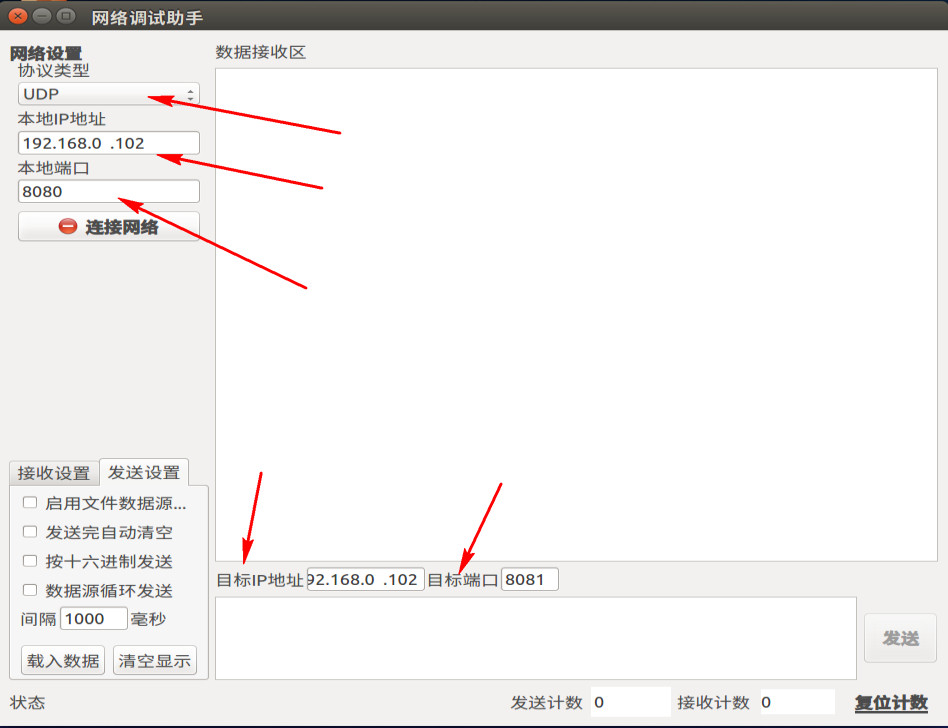 网络调试助手
网络设置
协议类型
UDP
本地IP地址
192.168.0 .102
本地端口
8080
连接网络
数据接收区
接收设置 发送设置
启用文件数据源...
发送完自动清空
按十六进制发送
数据源循环发送
间隔 1000 毫秒
载入数据 清空显示
目标IP地址 92.168.0 .102 目标端口 8081
发送
状态 发送计数 0 接收计数 0 复位计数